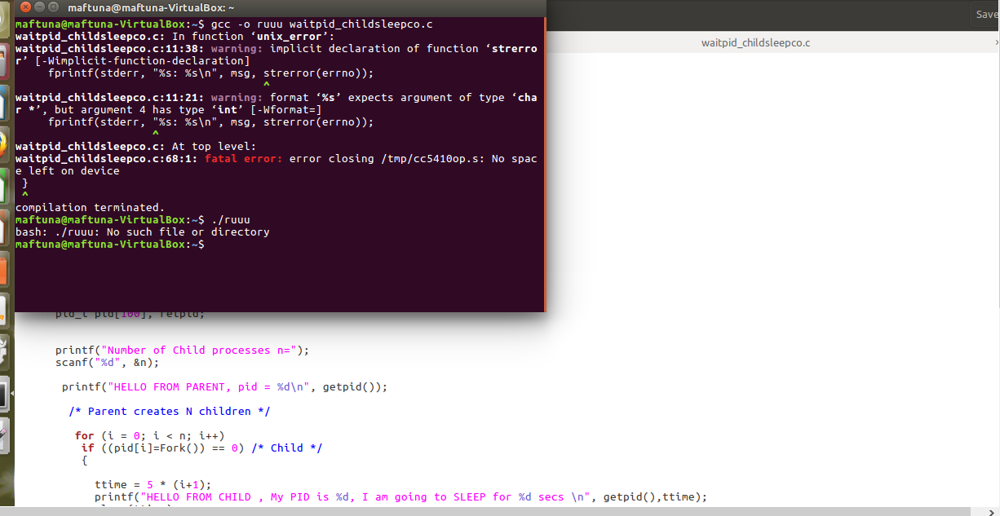 maftuna@maftuna-VirtualBox: ~
Save
waitpid_childsleepco.c
maftuna@maftuna-VirtualBox:~$ gcc -o ruuu waitpid_childsleepco.c
waitpid_childsleepco.c: In function ‘unix_error’:
waitpid_childsleepco.c:11:38: warning: implicit declaration of function ‘strerro
r’ [-Wimplicit-function-declaration]
fprintf(stderr, "%s: %s\n", msg, strerror(errno));
^
waitpid_childsleepco.c:11:21: warning: format ‘%s’ expects argument of type ‘cha
r *’, but argument 4 has type ‘int’ [-Wformat=]
fprintf(stderr, "%s: %s\n", msg, strerror(errno));
^
waitpid_childsleepco.c: At top level:
waitpid_childsleepco.c:68:1: fatal error: error closing /tmp/cc5410op.s: No spac
e left on device
}
^
compilation terminated.
maftuna@maftuna-VirtualBox:~$ ./ruuu
bash: ./ruuu: No such file or directory
maftuna@maftuna-VirtualBox:~$
pid_t pid[100], retpid;
printf("Number of Child processes n=");
scanf("%d", &n);
printf("HELLO FROM PARENT, pid = %d\n", getpid());
/* Parent creates N children */
for (i = 0; i < n; i++)
if ((pid[i]=Fork()) == 0) /* Child */
{
ttime = 5 * (i+1);
printf("HELLO FROM CHILD , My PID is %d, I am going to SLEEP for %d secs \n", getpid(),ttime);